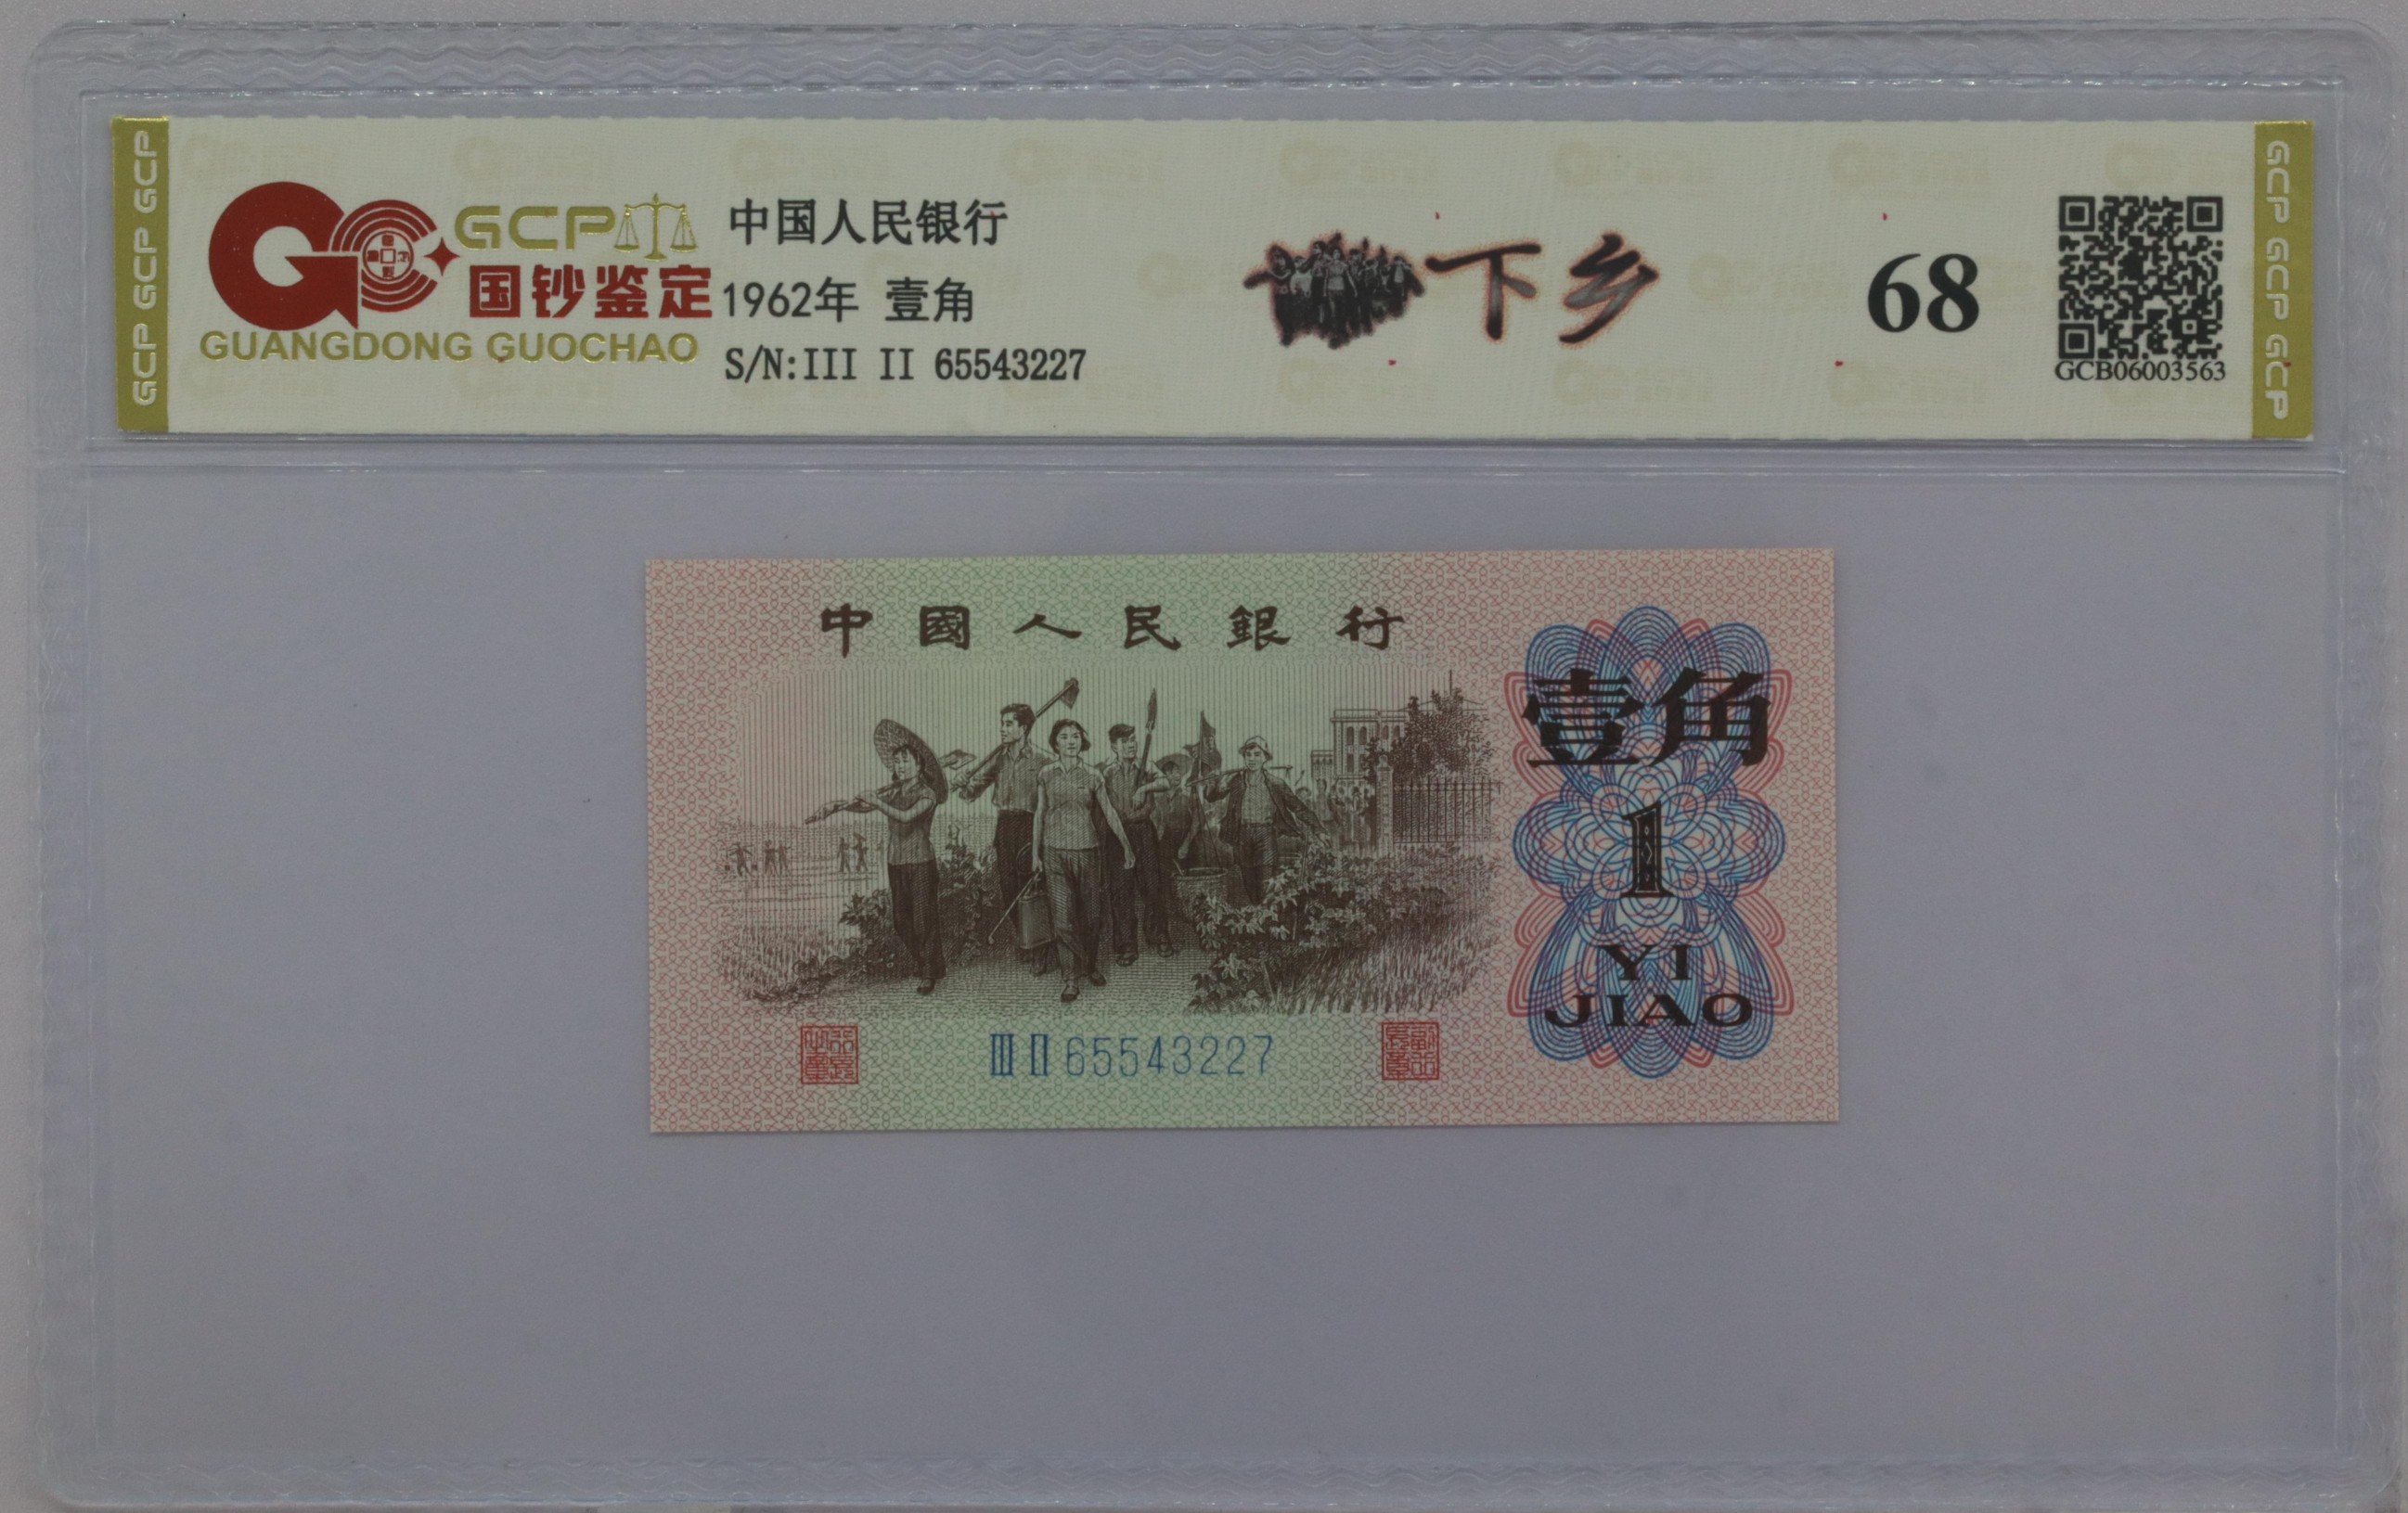 GCP GCP GCP
GCP
国钞鉴定
GUANGDONG GUOCHAO
中国人民银行
1962年 壹角
S/N:III II 65543227
下乡
68
GCB06003563
GCP GCP GCP
中國人民銀行
壹角
1
YI
JIAO
III II 65543227